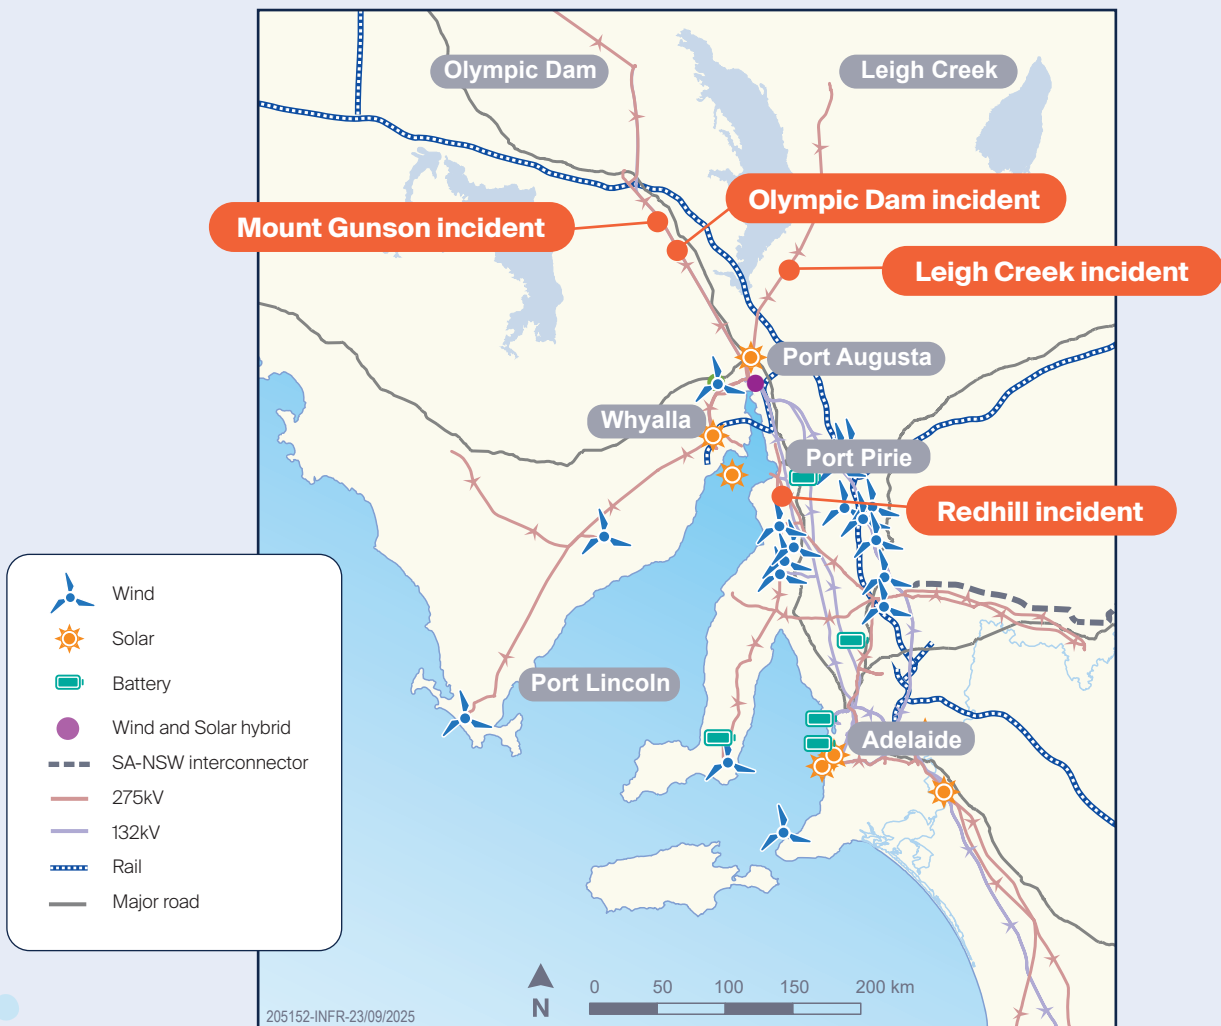 Olympic Dam
Leigh Creek
Olympic Dam incident
Mount Gunson incident
Leigh Creek incident
Port Augusta
Whyalla
Port Pirie
Redhill incident
Wind
Solar
Battery
Wind and Solar hybrid
SA-NSW interconnector
275kV
132kV
Rail
Major road
Port Lincoln
Adelaide
0 50 100 150 200 km
N
205152-INFR-23/09/2025